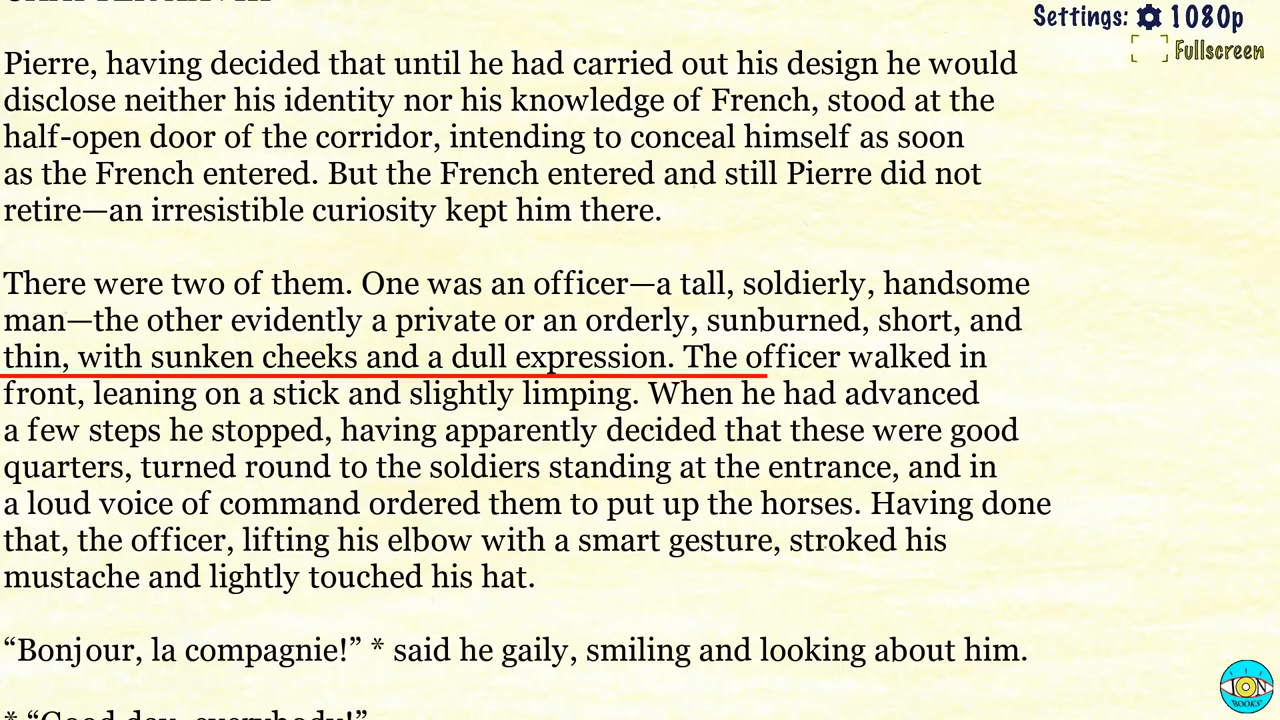 Settings: 1080p
Fullscreen
Pierre, having decided that until he had carried out his design he would
disclose neither his identity nor his knowledge of French, stood at the
half-open door of the corridor, intending to conceal himself as soon
as the French entered. But the French entered and still Pierre did not
retire—an irresistible curiosity kept him there.
There were two of them. One was an officer—a tall, soldierly, handsome
man—the other evidently a private or an orderly, sunburned, short, and
thin, with sunken cheeks and a dull expression. The officer walked in
front, leaning on a stick and slightly limping. When he had advanced
a few steps he stopped, having apparently decided that these were good
quarters, turned round to the soldiers standing at the entrance, and in
a loud voice of command ordered them to put up the horses. Having done
that, the officer, lifting his elbow with a smart gesture, stroked his
mustache and lightly touched his hat.
“Bonjour, la compagnie!” * said he gaily, smiling and looking about him.
* “Good day, everybody!”
ION
BOOKS